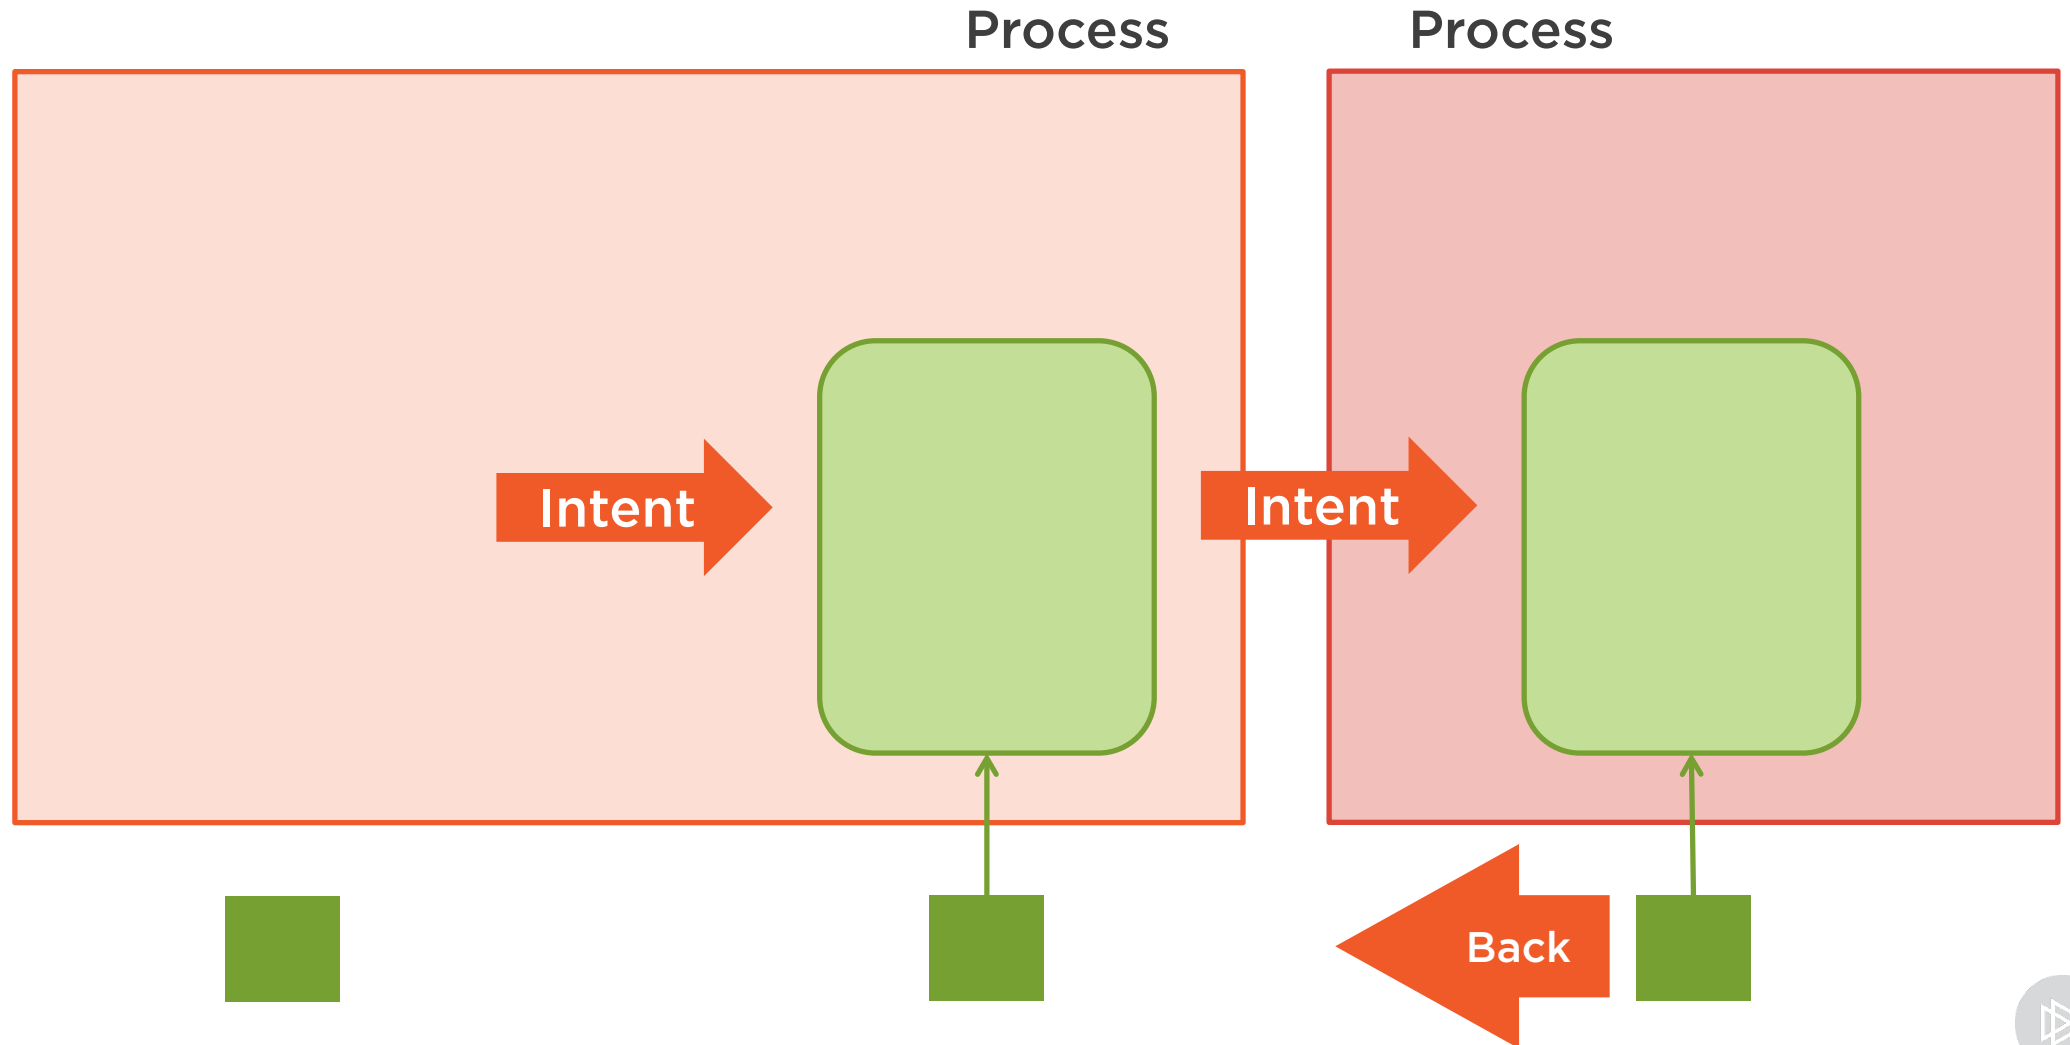 Process
Process
Intent
Intent
Back